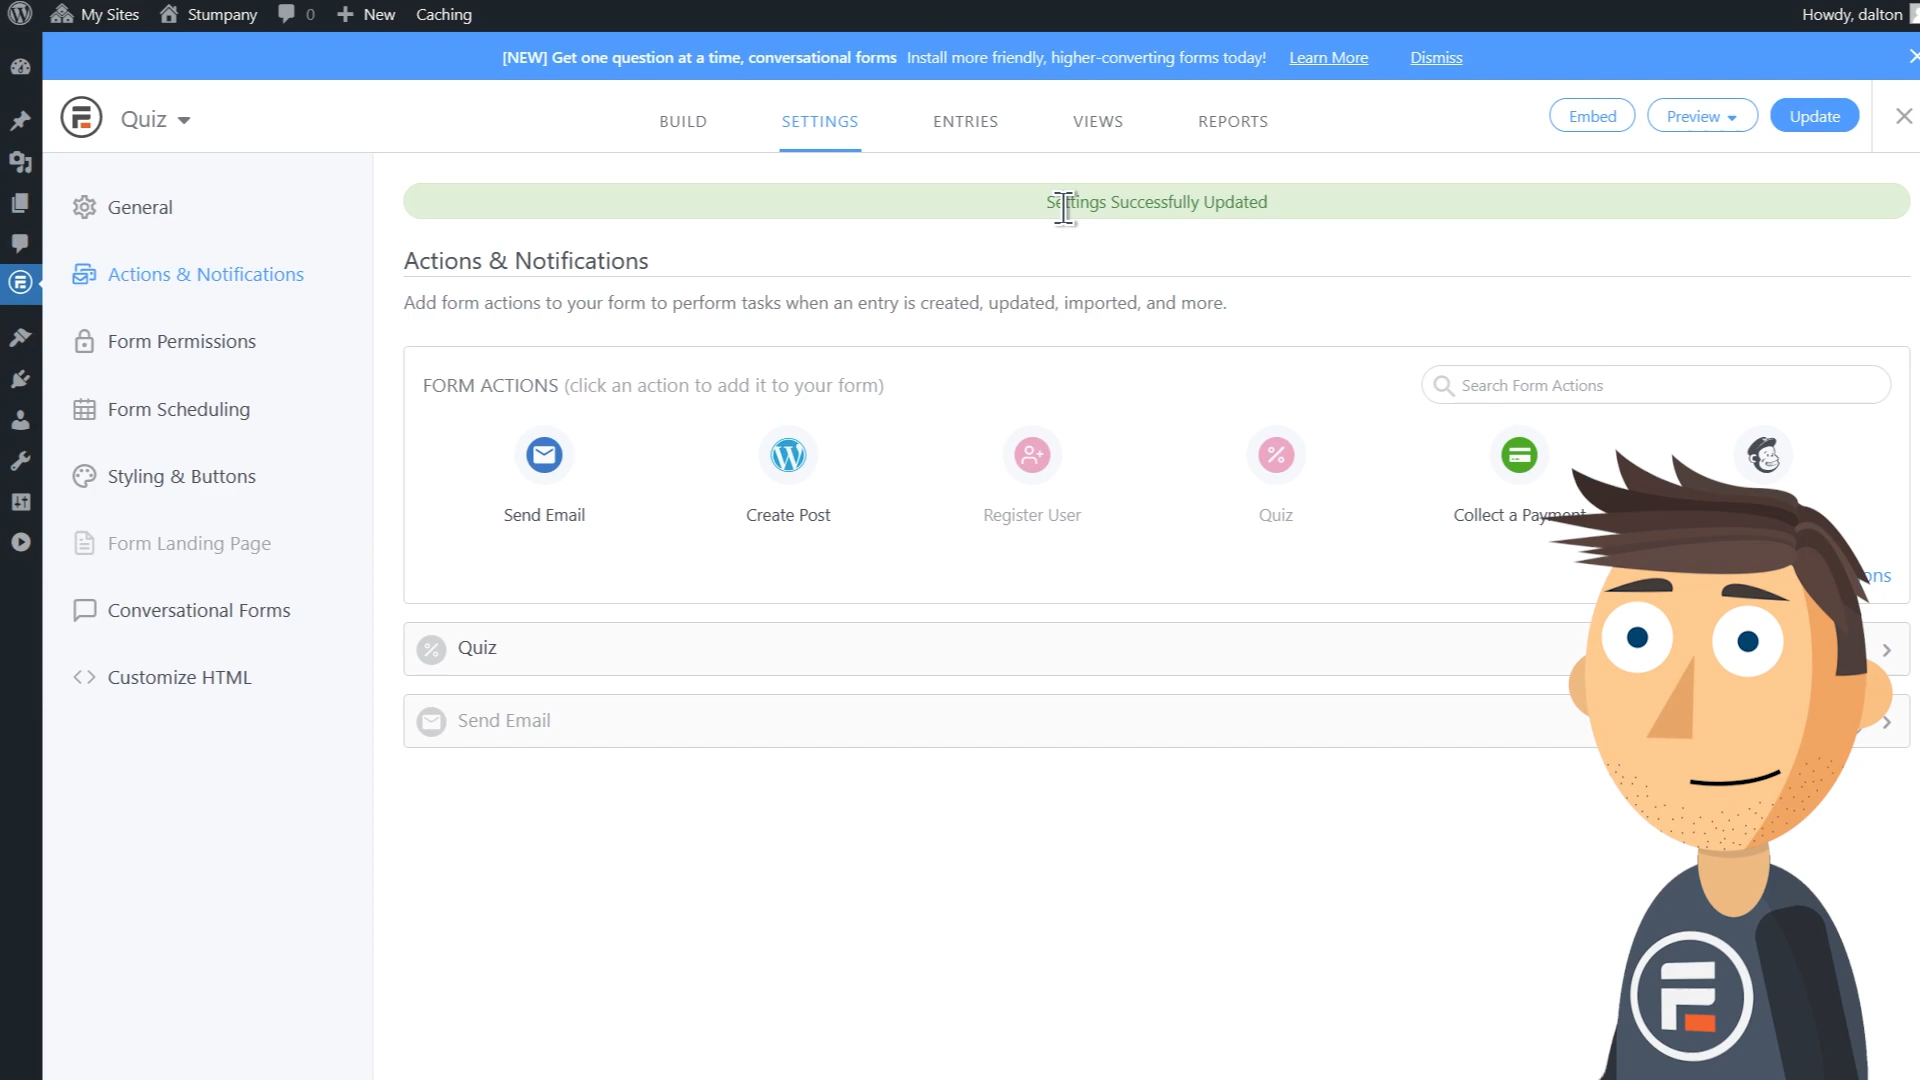 My Sites Stumpany 0 New Caching Howdy, dalton
[NEW] Get one question at a time, conversational forms Install more friendly, higher-converting forms today! Learn More Dismiss
Quiz BUILD SETTINGS ENTRIES VIEWS REPORTS Embed Preview Update
General
Actions & Notifications
Form Permissions
Form Scheduling
Styling & Buttons
Form Landing Page
Conversational Forms
Customize HTML
Settings Successfully Updated
Actions & Notifications
Add form actions to your form to perform tasks when an entry is created, updated, imported, and more.
FORM ACTIONS (click an action to add it to your form) Search Form Actions
Send Email Create Post Register User Quiz Collect a Payment
Quiz
Send Email